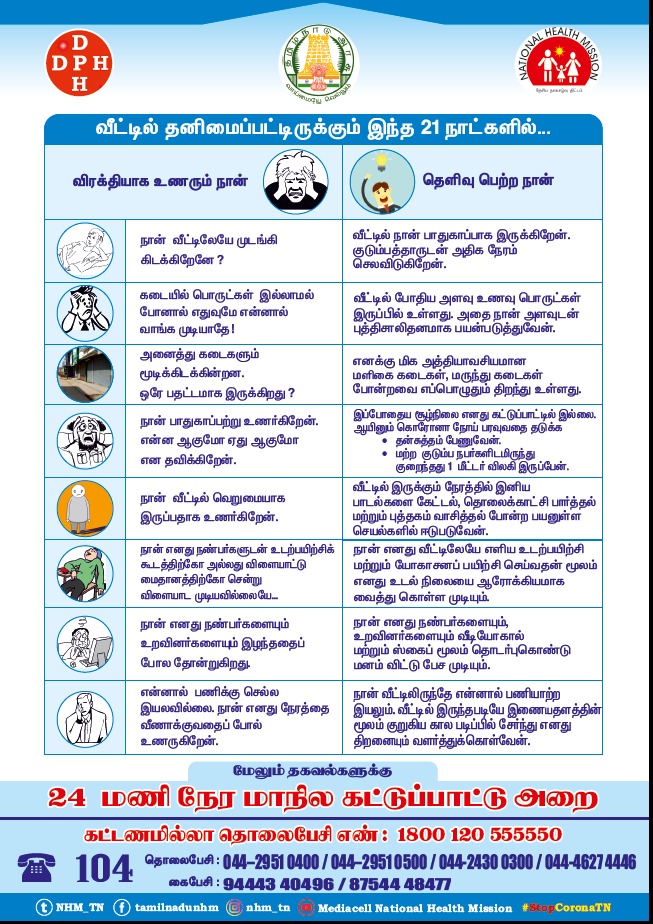 D
DPH
H
தமிழ்நாடு அரசு
வாய்மையே வெல்லும்
NATIONAL HEALTH MISSION
தேசிய நலவாழ்வு திட்டம்
வீட்டில் தனிமைப்பட்டிருக்கும் இந்த 21 நாட்களில்...
விரக்தியாக உணரும் நான்
தெளிவு பெற்ற நான்
நான் வீட்டிலேயே முடங்கி
கிடக்கிறேனே ?
வீட்டில் நான் பாதுகாப்பாக இருக்கிறேன்.
குடும்பத்தாருடன் அதிக நேரம்
செலவிடுகிறேன்.
கடையில் பொருட்கள் இல்லாமல்
போனால் எதுவுமே என்னால்
வாங்க முடியாதே !
வீட்டில் போதிய அளவு உணவு பொருட்கள்
இருப்பில் உள்ளது. அதை நான் அளவுடன்
புத்திசாலிதனமாக பயன்படுத்துவேன்.
அனைத்து கடைகளும்
மூடிக்கிடக்கின்றன.
ஒரே பதட்டமாக இருக்கிறது ?
எனக்கு மிக அத்தியாவசியமான
மளிகை கடைகள், மருந்து கடைகள்
போன்றவை எப்பொழுதும் திறந்து உள்ளது.
நான் பாதுகாப்பற்று உணர்கிறேன்.
என்ன ஆகுமோ ஏது ஆகுமோ
என தவிக்கிறேன்.
இப்போதைய சூழ்நிலை எனது கட்டுப்பாட்டில் இல்லை.
ஆயினும் கொரோனா நோய் பரவுவதை தடுக்க
• தன்சுத்தம் பேணுவேன்.
• மற்ற குடும்ப நபர்களிடமிருந்து
குறைந்தது 1 மீட்டர் விலகி இருப்பேன்.
நான் வீட்டில் வெறுமையாக
இருப்பதாக உணர்கிறேன்.
வீட்டில் இருக்கும் நேரத்தில் இனிய
பாடல்களை கேட்டல், தொலைக்காட்சி பார்த்தல்
மற்றும் புத்தகம் வாசித்தல் போன்ற பயனுள்ள
செயல்களில் ஈடுபடுவேன்.
நான் எனது நண்பர்களுடன் உடற்பயிற்சிக்
கூடத்திற்கோ அல்லது விளையாட்டு
மைதானத்திற்கோ சென்று
விளையாட முடியவில்லையே...
நான் எனது வீட்டிலேயே எளிய உடற்பயிற்சி
மற்றும் யோகாசனப் பயிற்சி செய்வதன் மூலம்
எனது உடல் நிலையை ஆரோக்கியமாக
வைத்து கொள்ள முடியும்.
நான் எனது நண்பர்களையும்
உறவினர்களையும் இழந்ததைப்
போல தோன்றுகிறது.
நான் எனது நண்பர்களையும்,
உறவினர்களையும் வீடியோகால்
மற்றும் ஸ்கைப் மூலம் தொடர்புகொண்டு
மனம் விட்டு பேச முடியும்.
என்னால் பணிக்கு செல்ல
இயலவில்லை. நான் எனது நேரத்தை
வீணாக்குவதைப் போல்
உணருகிறேன்.
நான் வீட்டிலிருந்தே என்னால் பணியாற்ற
இயலும். வீட்டில் இருந்தபடியே இணையதளத்தின்
மூலம் குறுகிய கால படிப்பில் சேர்ந்து எனது
திறனையும் வளர்த்துக்கொள்வேன்.
மேலும் தகவல்களுக்கு
24 மணி நேர மாநில கட்டுப்பாட்டு அறை
கட்டணமில்லா தொலைபேசி எண் : 1800 120 555550
104
தொலைபேசி : 044-2951 0400 / 044-2951 0500 / 044-2430 0300 / 044-4627 4446
கைபேசி : 94443 40496 / 87544 48477
NHM_TN tamilnadunhm nhm_tn Mediacell National Health Mission #StopCoronaTN